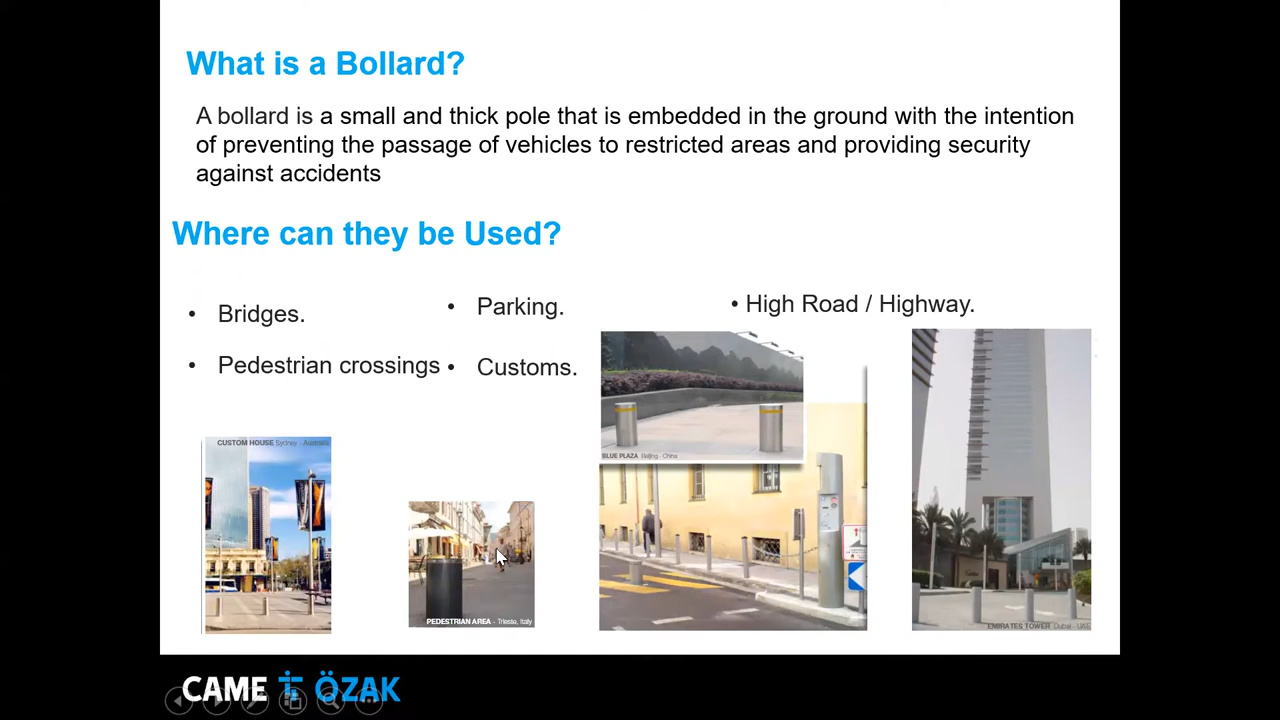 What is a Bollard?
A bollard is a small and thick pole that is embedded in the ground with the intention
of preventing the passage of vehicles to restricted areas and providing security
against accidents
Where can they be Used?
• Bridges.
• Parking.
• High Road / Highway.
• Pedestrian crossings
• Customs.
CUSTOM HOUSE Sydney - Australia
BLUE PLAZA Beijing - China
PEDESTRIAN AREA - Trieste, Italy
EMIRATES TOWER Dubai - UAE
CAME ÖZAK